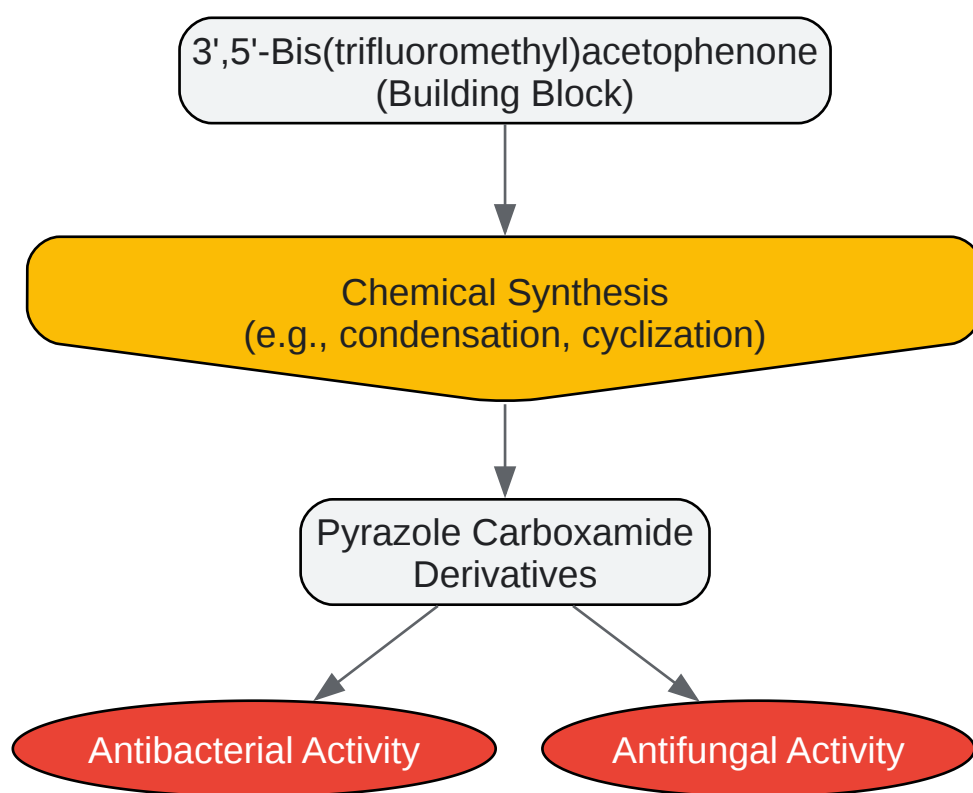 3',5'-Bis(trifluoromethyl)acetophenone
(Building Block)
Chemical Synthesis
(e.g., condensation, cyclization)
Pyrazole Carboxamide
Derivatives
Antibacterial Activity
Antifungal Activity